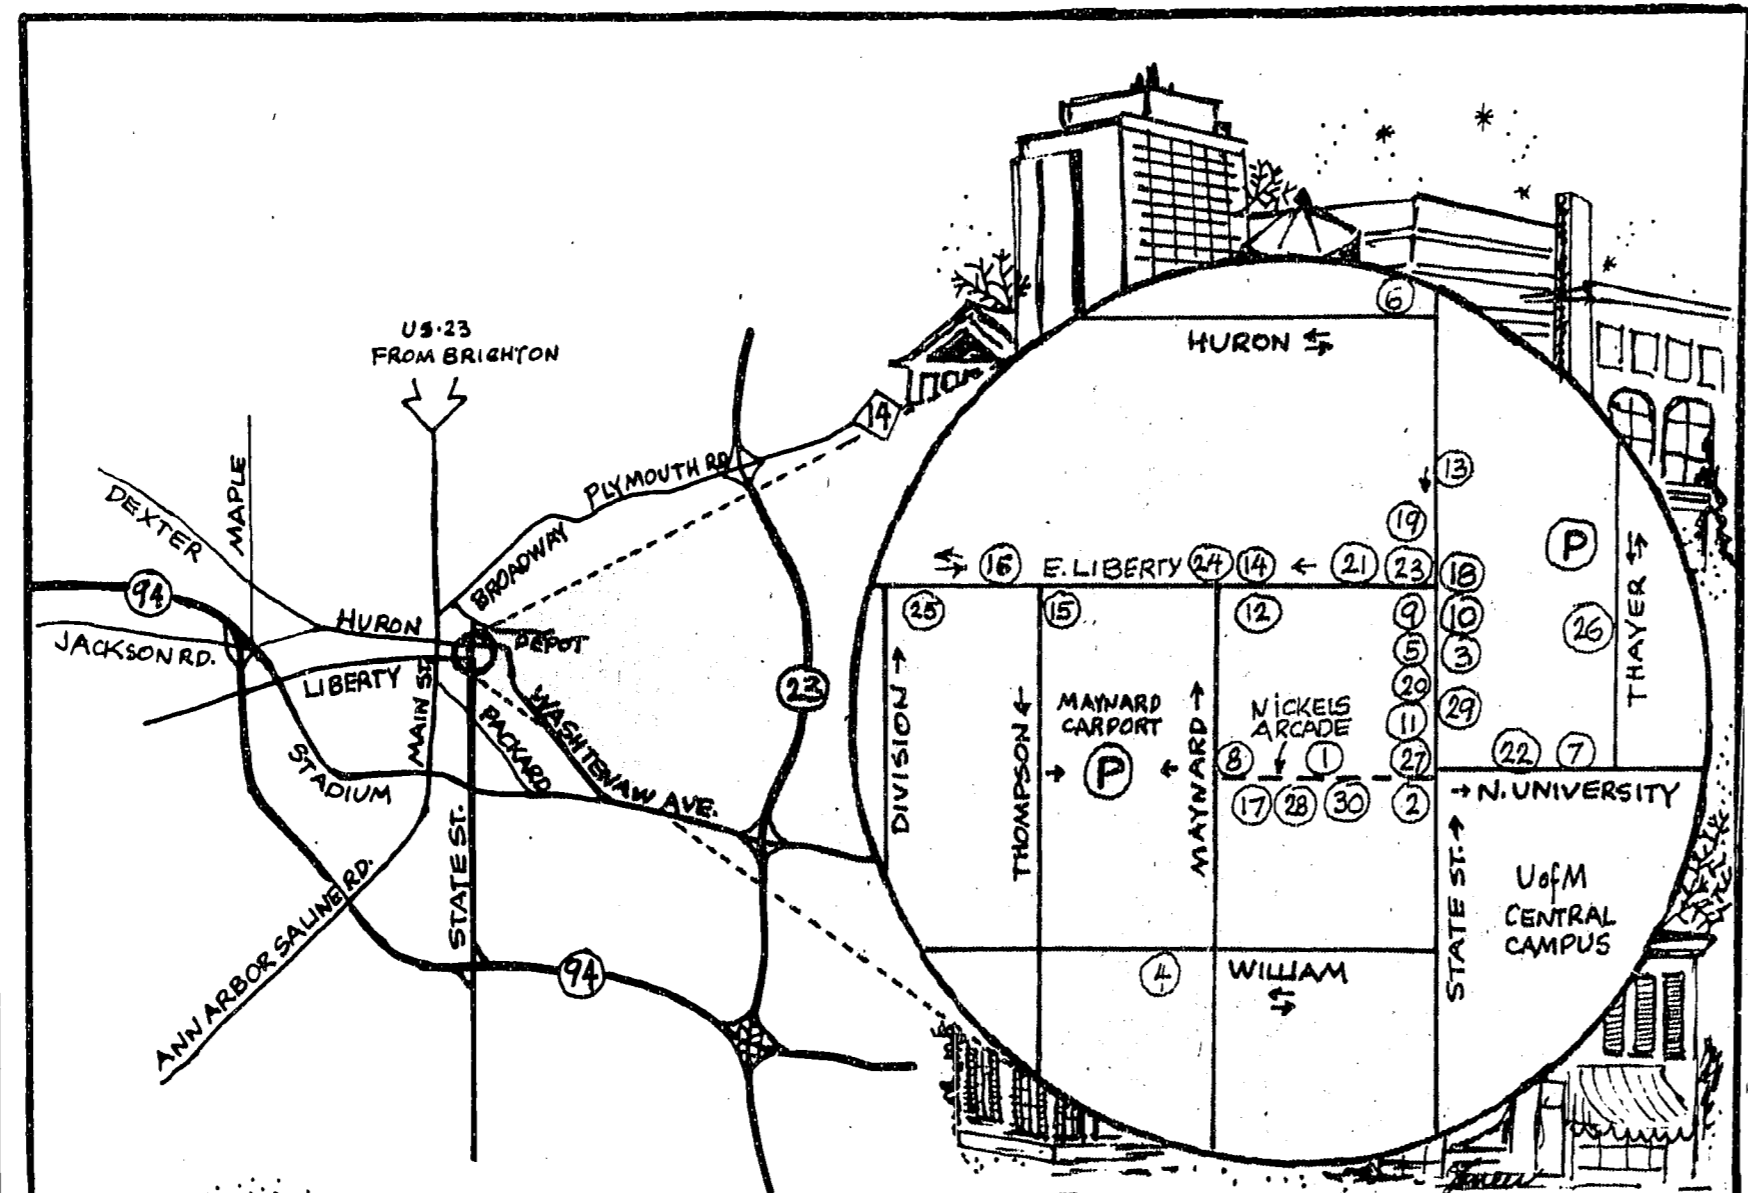 US·23
FROM BRIGHTON
14
PLYMOUTH RD
BROADWAY
DEXTER
MAPLE
94
HURON
JACKSON RD.
DEPOT
LIBERTY
MAIN ST.
23
PACKARD
WASHTENAW AVE.
STADIUM
STATE ST.
ANN ARBOR SALINE RD.
94
6
HURON
13
19
P
16 E. LIBERTY 24 14 21 23 18
25 15 12 9 10
26
THAYER
5 3
20
29
11
DIVISION
THOMPSON
MAYNARD
CARPORT
P
MAYNARD
NICKELS
ARCADE
8 1 27
22 7
17 28 30 2
N. UNIVERSITY
STATE ST.
U of M
CENTRAL
CAMPUS
4
WILLIAM